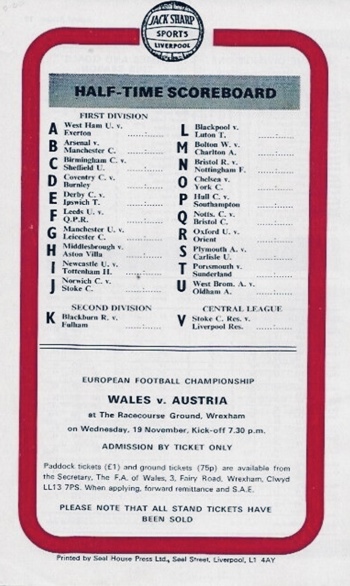 JACK SHARP
SPORTS
LIVERPOOL
HALF-TIME SCOREBOARD
FIRST DIVISION
A West Ham U. v.
Everton ..........:..........
B Arsenal v.
Manchester C. ..........:..........
C Birmingham C. v.
Sheffield U. ..........:..........
D Coventry C. v.
Burnley ..........:..........
E Derby C. v.
Ipswich T. ..........:..........
F Leeds U. v.
Q.P.R. ..........:..........
G Manchester U. v.
Leicester C. ..........:..........
H Middlesbrough v.
Aston Villa ..........:..........
I Newcastle U. v.
Tottenham H. ..........:..........
J Norwich C. v.
Stoke C. ..........:..........
SECOND DIVISION
K Blackburn R. v.
Fulham ..........:..........
L Blackpool v.
Luton T. ..........:..........
M Bolton W. v.
Charlton A. ..........:..........
N Bristol R. v.
Nottingham F. ..........:..........
O Chelsea v.
York C. ..........:..........
P Hull C. v.
Southampton ..........:..........
Q Notts. C. v.
Bristol C. ..........:..........
R Oxford U. v.
Orient ..........:..........
S Plymouth A. v.
Carlisle U. ..........:..........
T Portsmouth v.
Sunderland ..........:..........
U West Brom. A. v.
Oldham A. ..........:..........
CENTRAL LEAGUE
V Stoke C. Res. v.
Liverpool Res. ..........:..........
EUROPEAN FOOTBALL CHAMPIONSHIP
WALES v. AUSTRIA
at The Racecourse Ground, Wrexham
on Wednesday, 19 November, Kick-off 7.30 p.m.
ADMISSION BY TICKET ONLY
Paddock tickets (£1) and ground tickets (75p) are available from
the Secretary, The F.A. of Wales, 3, Fairy Road, Wrexham, Clwyd
LL13 7PS. When applying, forward remittance and S.A.E.
PLEASE NOTE THAT ALL STAND TICKETS HAVE
BEEN SOLD
Printed by Seal House Press Ltd., Seal Street, Liverpool, L1 4AY